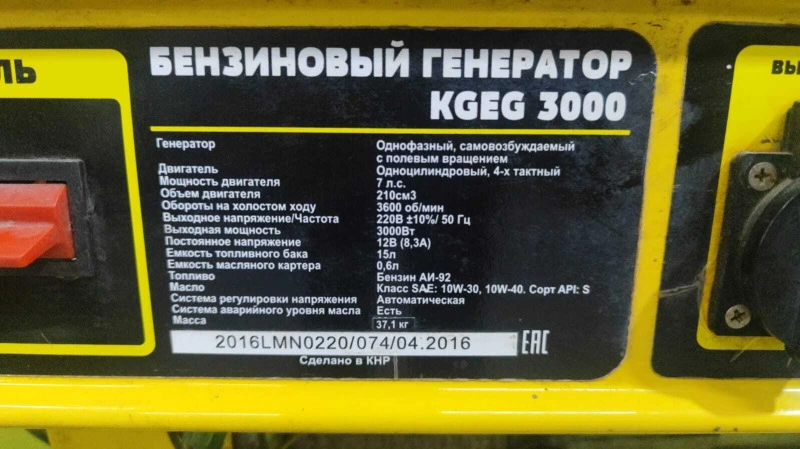 ЛЬ
БЕНЗИНОВЫЙ ГЕНЕРАТОР
KGEG 3000
ВЫ
Генератор Однофазный, самовозбуждаемый
с полевым вращением
Двигатель Одноцилиндровый, 4-х тактный
Мощность двигателя 7 л.с.
Объем двигателя 210см3
Обороты на холостом ходу 3600 об/мин
Выходное напряжение/Частота 220В ±10%/ 50 Гц
Выходная мощность 3000Вт
Постоянное напряжение 12В (8,3А)
Емкость топливного бака 15л
Емкость масляного картера 0,6л
Топливо Бензин АИ-92
Масло Класс SAE: 10W-30, 10W-40. Сорт API: S
Система регулировки напряжения Автоматическая
Система аварийного уровня масла Есть
Масса 37,1 кг
2016LMN0220/074/04.2016 EAC
Сделано в КНР